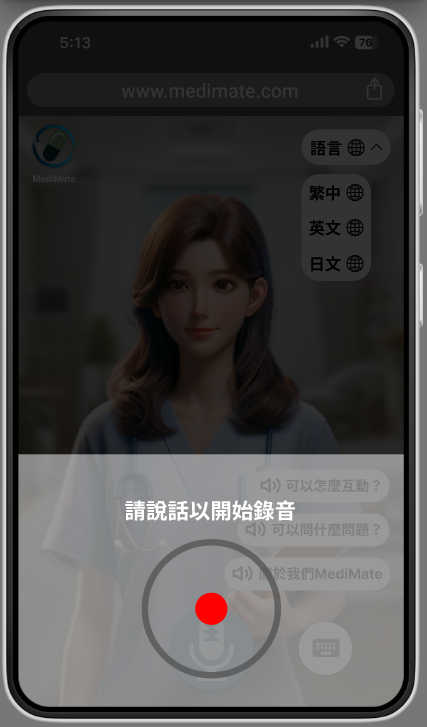 5:13
76
www.medimate.com
MediMate
語言
繁中
英文
日文
可以怎麼互動？
請說話以開始錄音
可以問什麼問題？
關於我們MediMate